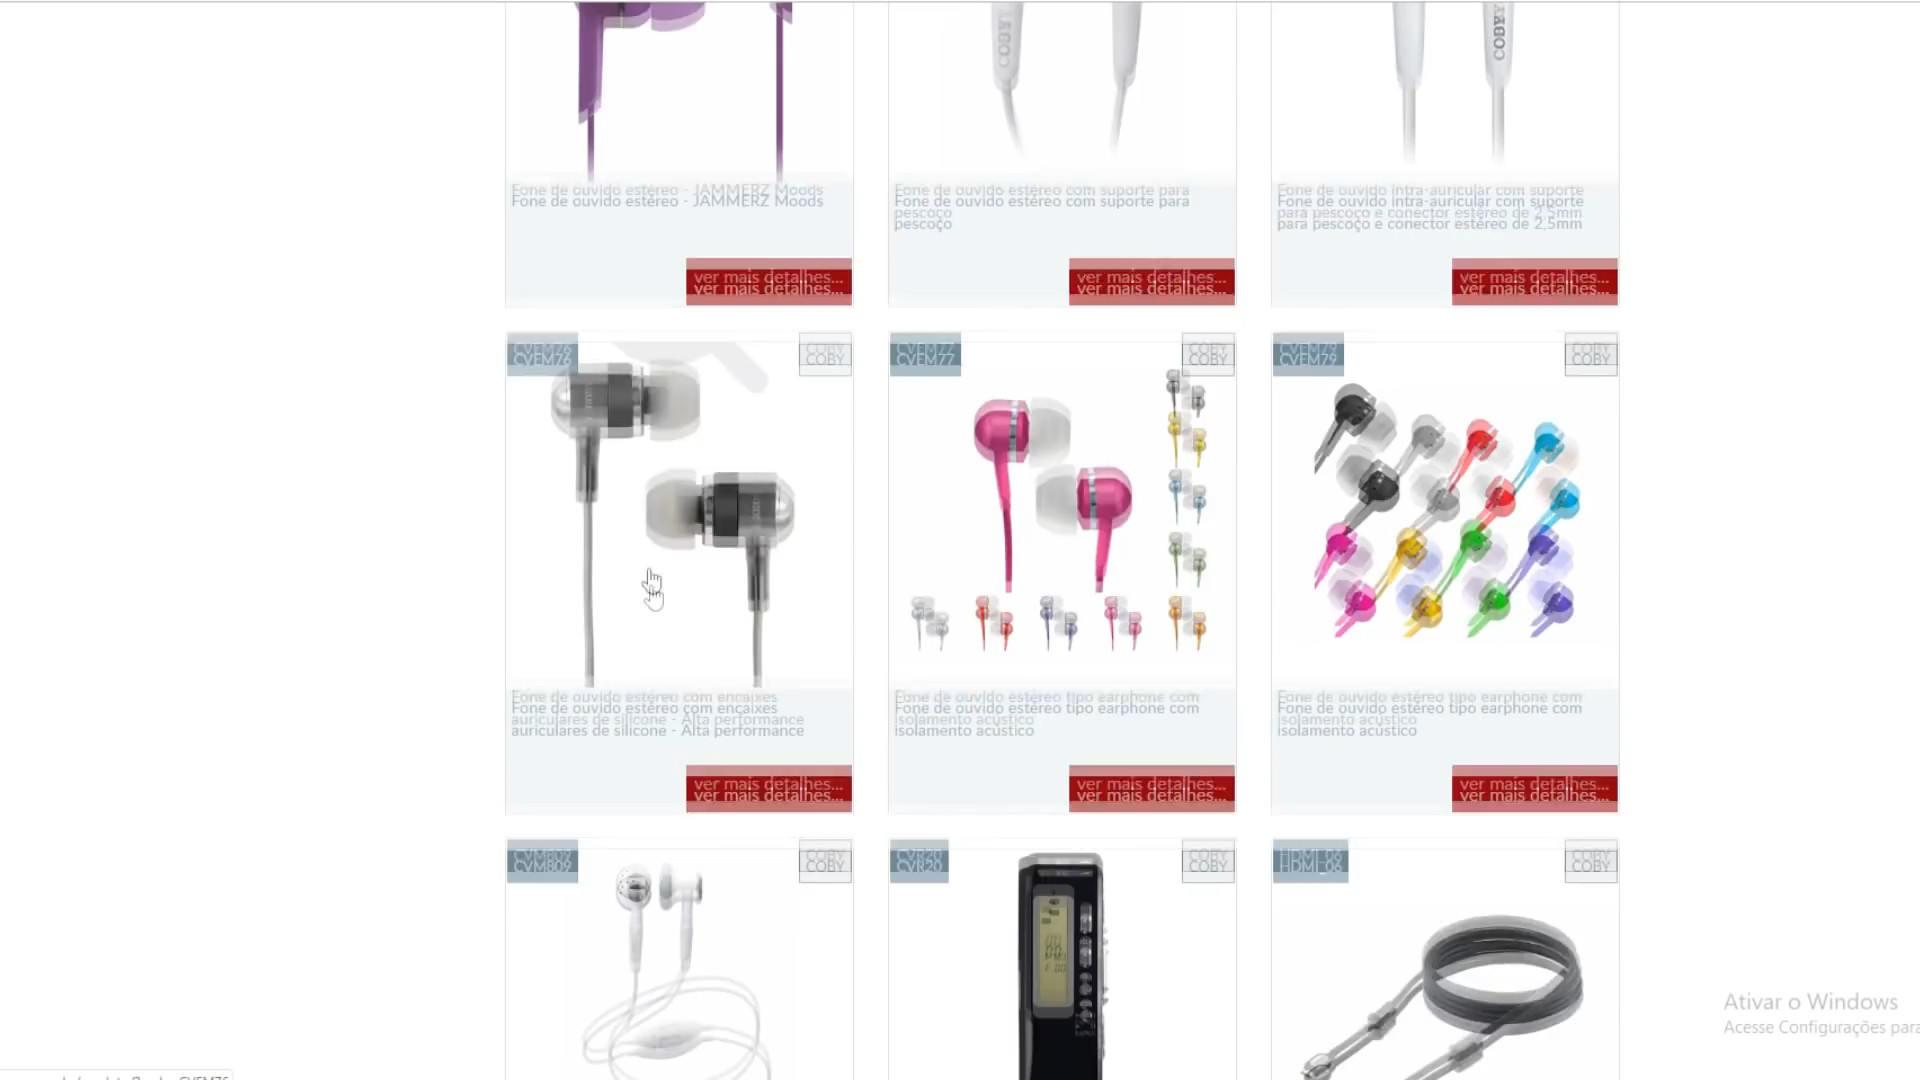 COBY
COBY
Fone de ouvido estéreo - JAMMERZ Moods
Fone de ouvido estéreo com suporte para
pescoço
Fone de ouvido intra-auricular com suporte
para pescoço e conector estéreo de 2,5mm
ver mais detalhes...
ver mais detalhes...
ver mais detalhes...
CVEM76
COBY
CVEM77
COBY
CVEM79
COBY
Fone de ouvido estéreo com encaixes
auriculares de silicone - Alta performance
Fone de ouvido estéreo tipo earphone com
isolamento acústico
Fone de ouvido estéreo tipo earphone com
isolamento acústico
ver mais detalhes...
ver mais detalhes...
ver mais detalhes...
CVM809
COBY
CVR20
COBY
HDMI_06
COBY
Ativar o Windows
Acesse Configurações para